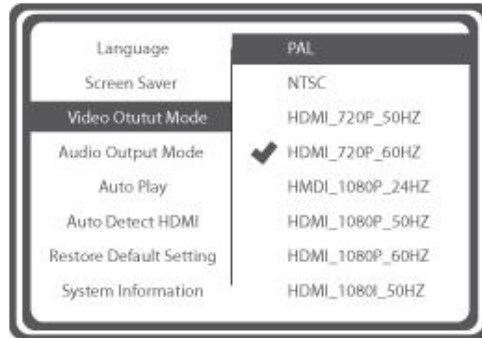 Language
Screen Saver
Video Otutut Mode
Audio Output Mode
Auto Play
Auto Detect HDMI
Restore Default Setting
System Information
PAL
NTSC
HDMI_720P_50HZ
HDMI_720P_60HZ
HMDI_1080P_24HZ
HDMI_1080P_50HZ
HDMI_1080P_60HZ
HDMI_1080I_50HZ